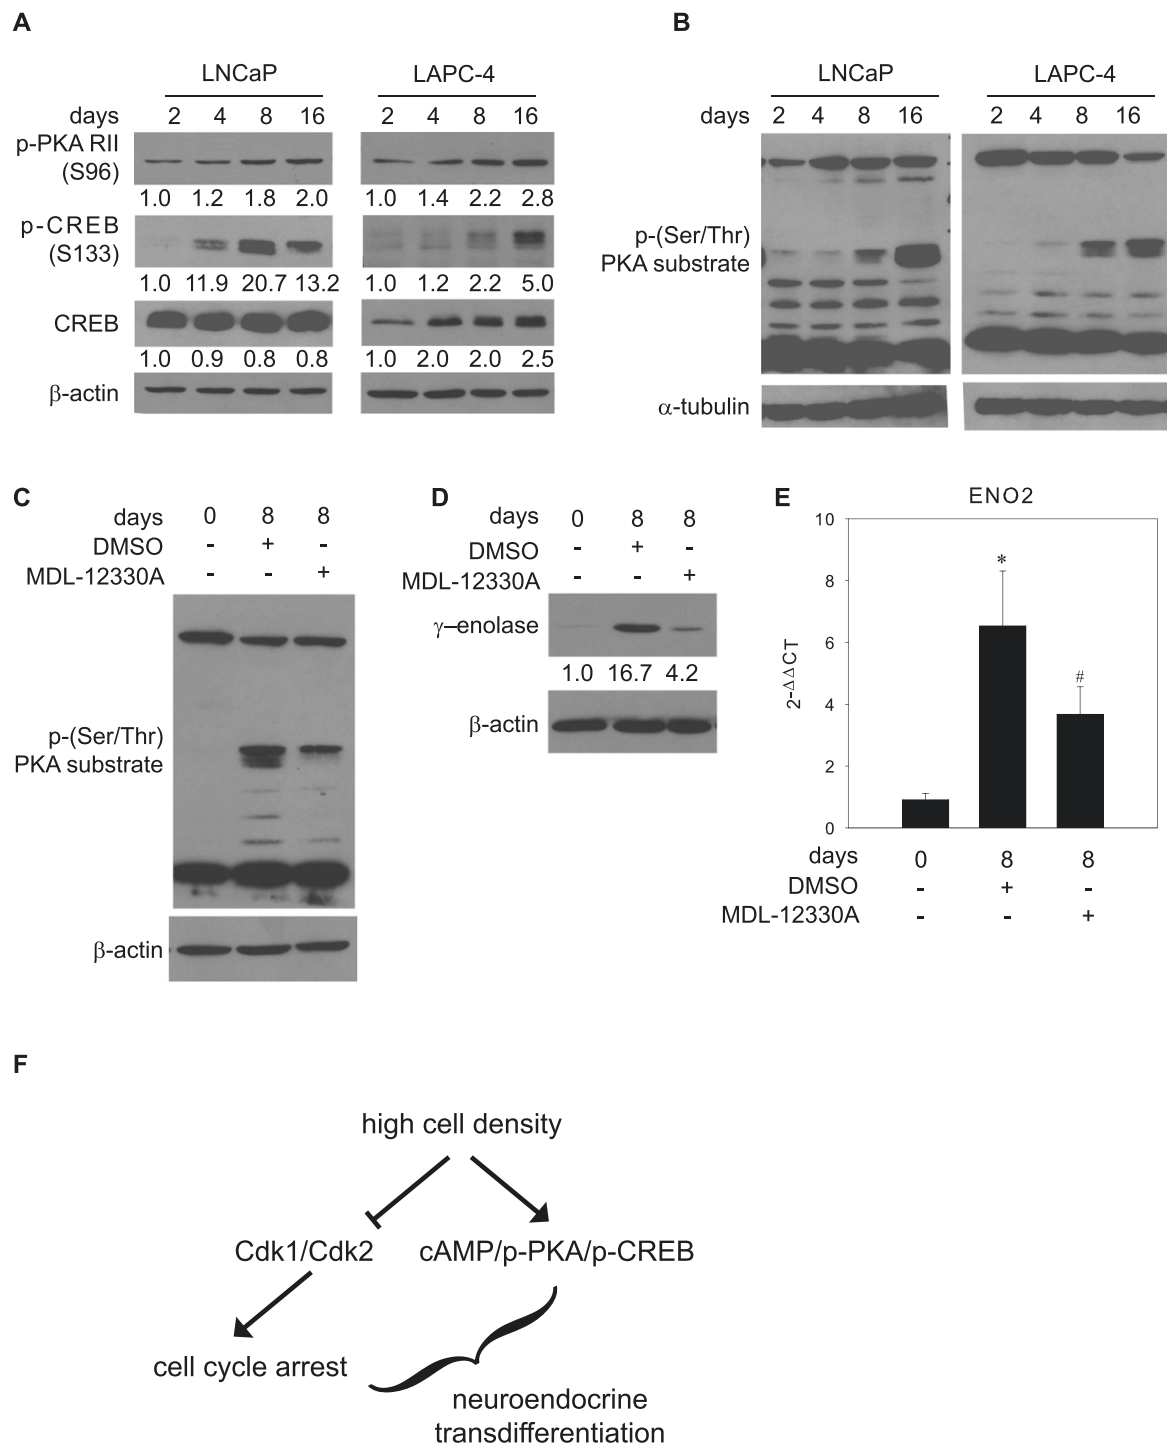 A
LNCaP LAPC-4
days 2 4 8 16 2 4 8 16
p-PKA RII
(S96)
1.0 1.2 1.8 2.0 1.0 1.4 2.2 2.8
p-CREB
(S133)
1.0 11.9 20.7 13.2 1.0 1.2 2.2 5.0
CREB
1.0 0.9 0.8 0.8 1.0 2.0 2.0 2.5
β-actin
B
LNCaP LAPC-4
days 2 4 8 16 2 4 8 16
p-(Ser/Thr)
PKA substrate
α-tubulin
C
days 0 8 8
DMSO - + -
MDL-12330A - - +
p-(Ser/Thr)
PKA substrate
β-actin
D
days 0 8 8
DMSO - + -
MDL-12330A - - +
γ–enolase
1.0 16.7 4.2
β-actin
E
ENO2
10
8
6
4
2
0
2-ΔΔCT
*
#
days 0 8 8
DMSO - + -
MDL-12330A - - +
F
high cell density
Cdk1/Cdk2 cAMP/p-PKA/p-CREB
cell cycle arrest
neuroendocrine
transdifferentiation